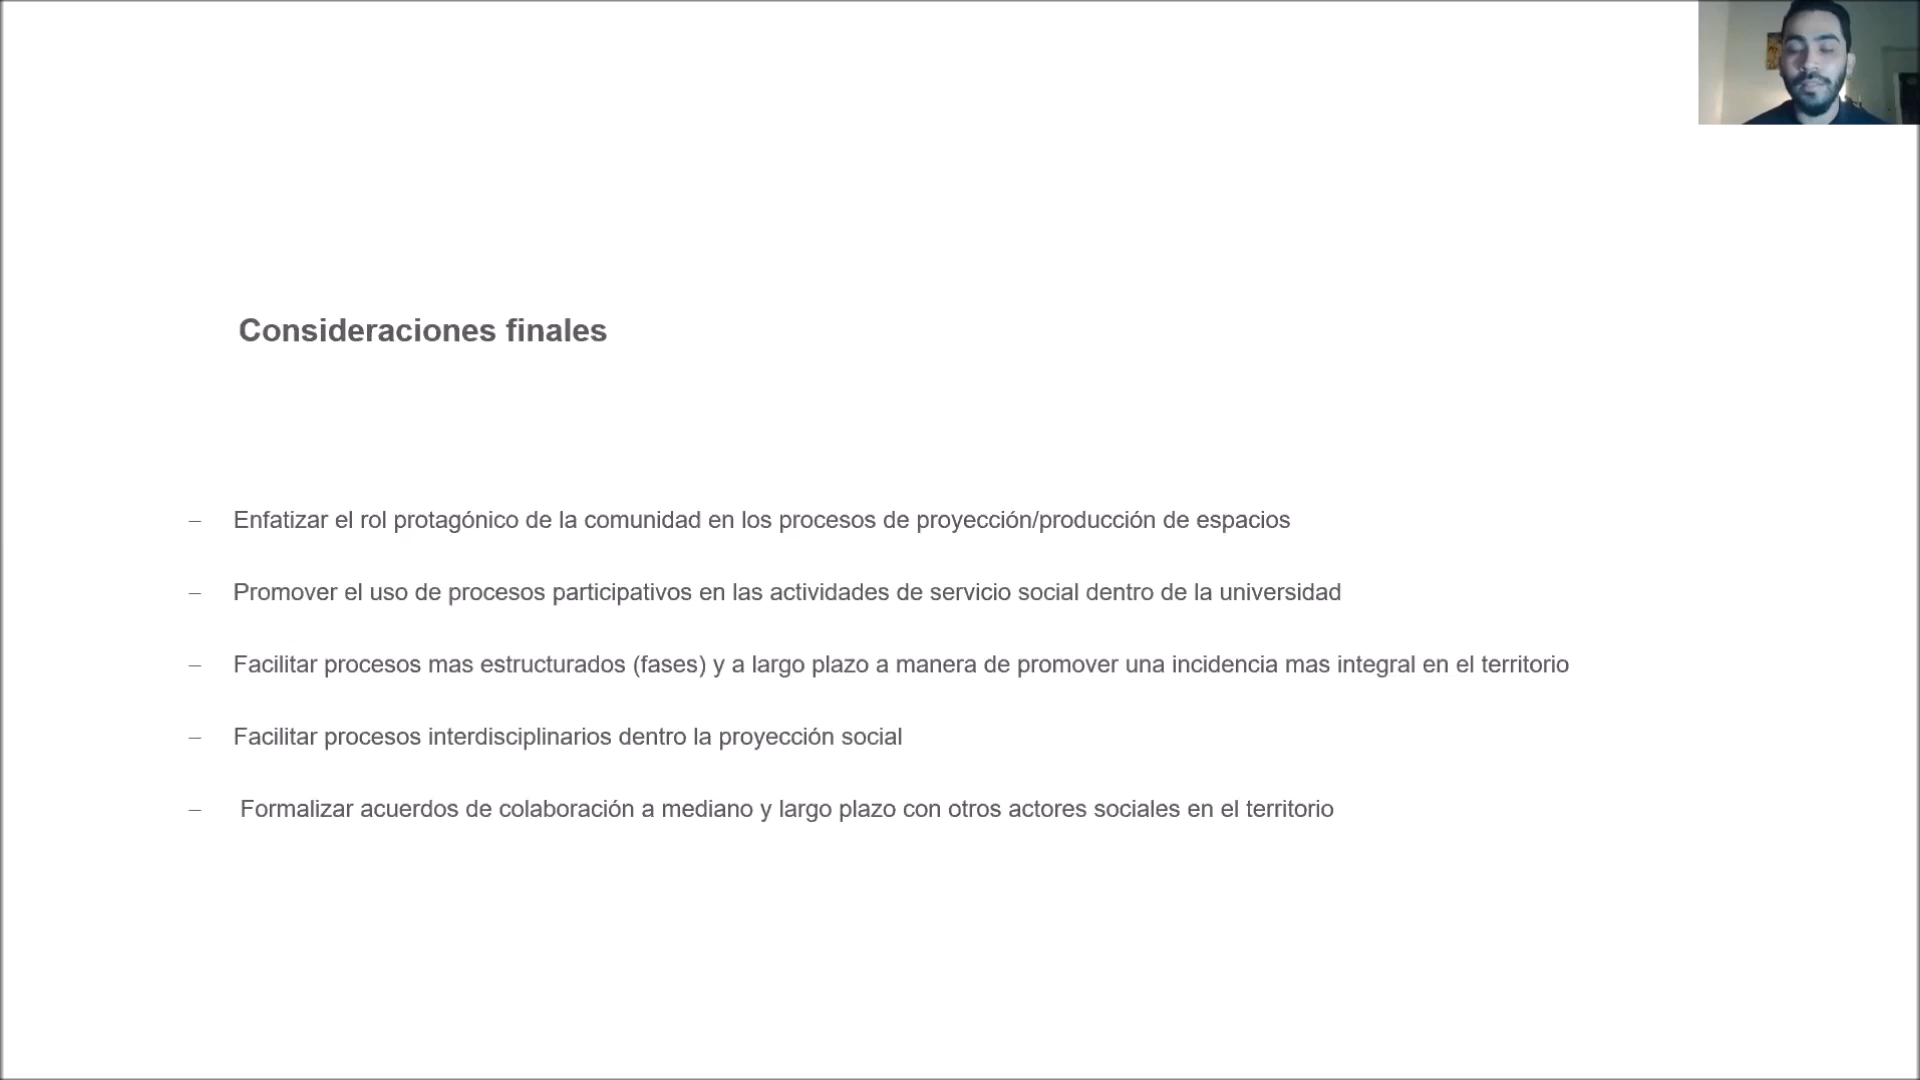 Consideraciones finales
– Enfatizar el rol protagónico de la comunidad en los procesos de proyección/producción de espacios
– Promover el uso de procesos participativos en las actividades de servicio social dentro de la universidad
– Facilitar procesos mas estructurados (fases) y a largo plazo a manera de promover una incidencia mas integral en el territorio
– Facilitar procesos interdisciplinarios dentro la proyección social
– Formalizar acuerdos de colaboración a mediano y largo plazo con otros actores sociales en el territorio